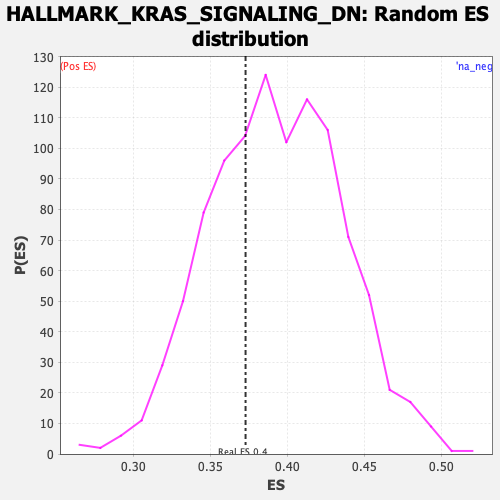 HALLMARK_KRAS_SIGNALING_DN: Random ES
distribution
130
(Pos ES)
'na_neg
120
110
100
90
80
70
60
50
40
30
20
10
0
P(ES)
Real ES 0.4
0.30
0.35
0.40
0.45
0.50
ES